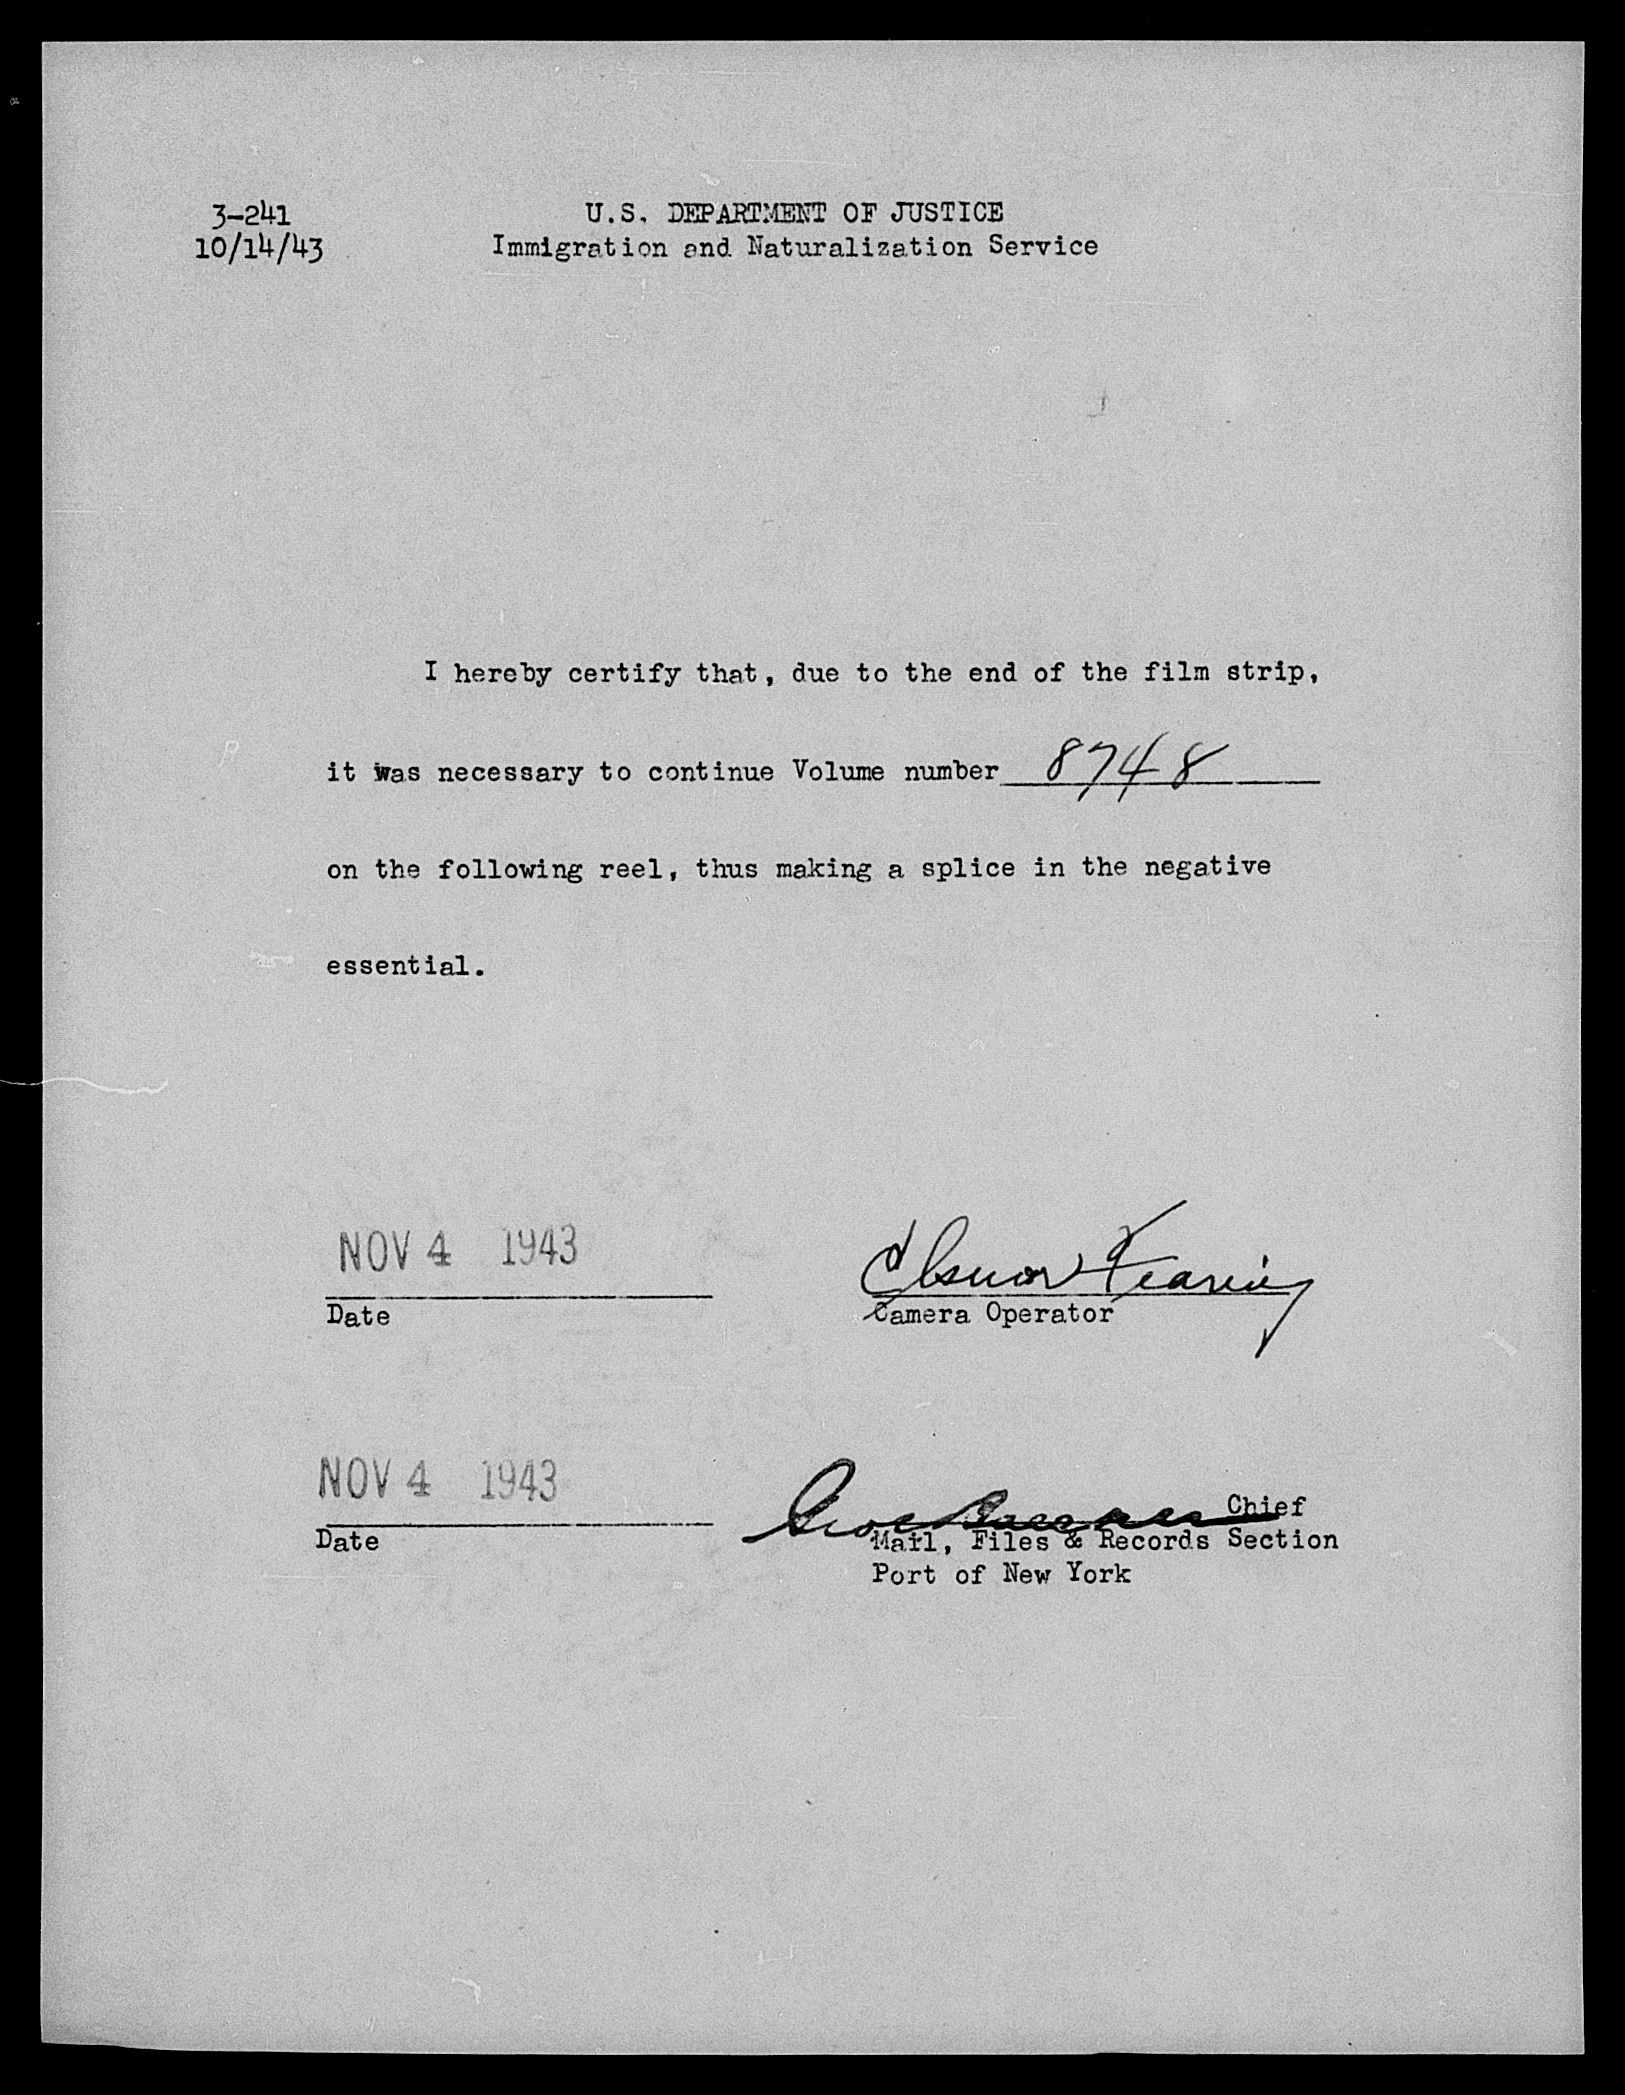 3-241
10/14/43
U.S. DEPARTMENT OF JUSTICE
Immigration and Naturalization Service
I hereby certify that, due to the end of the film strip,
it was necessary to continue Volume number 8748
on the following reel, thus making a splice in the negative
essential.
NOV 4 1943
Date
Eleanor
Camera Operator
NOV 4 1943
Date
Chief
Mail, Files & Records Section
Port of New York